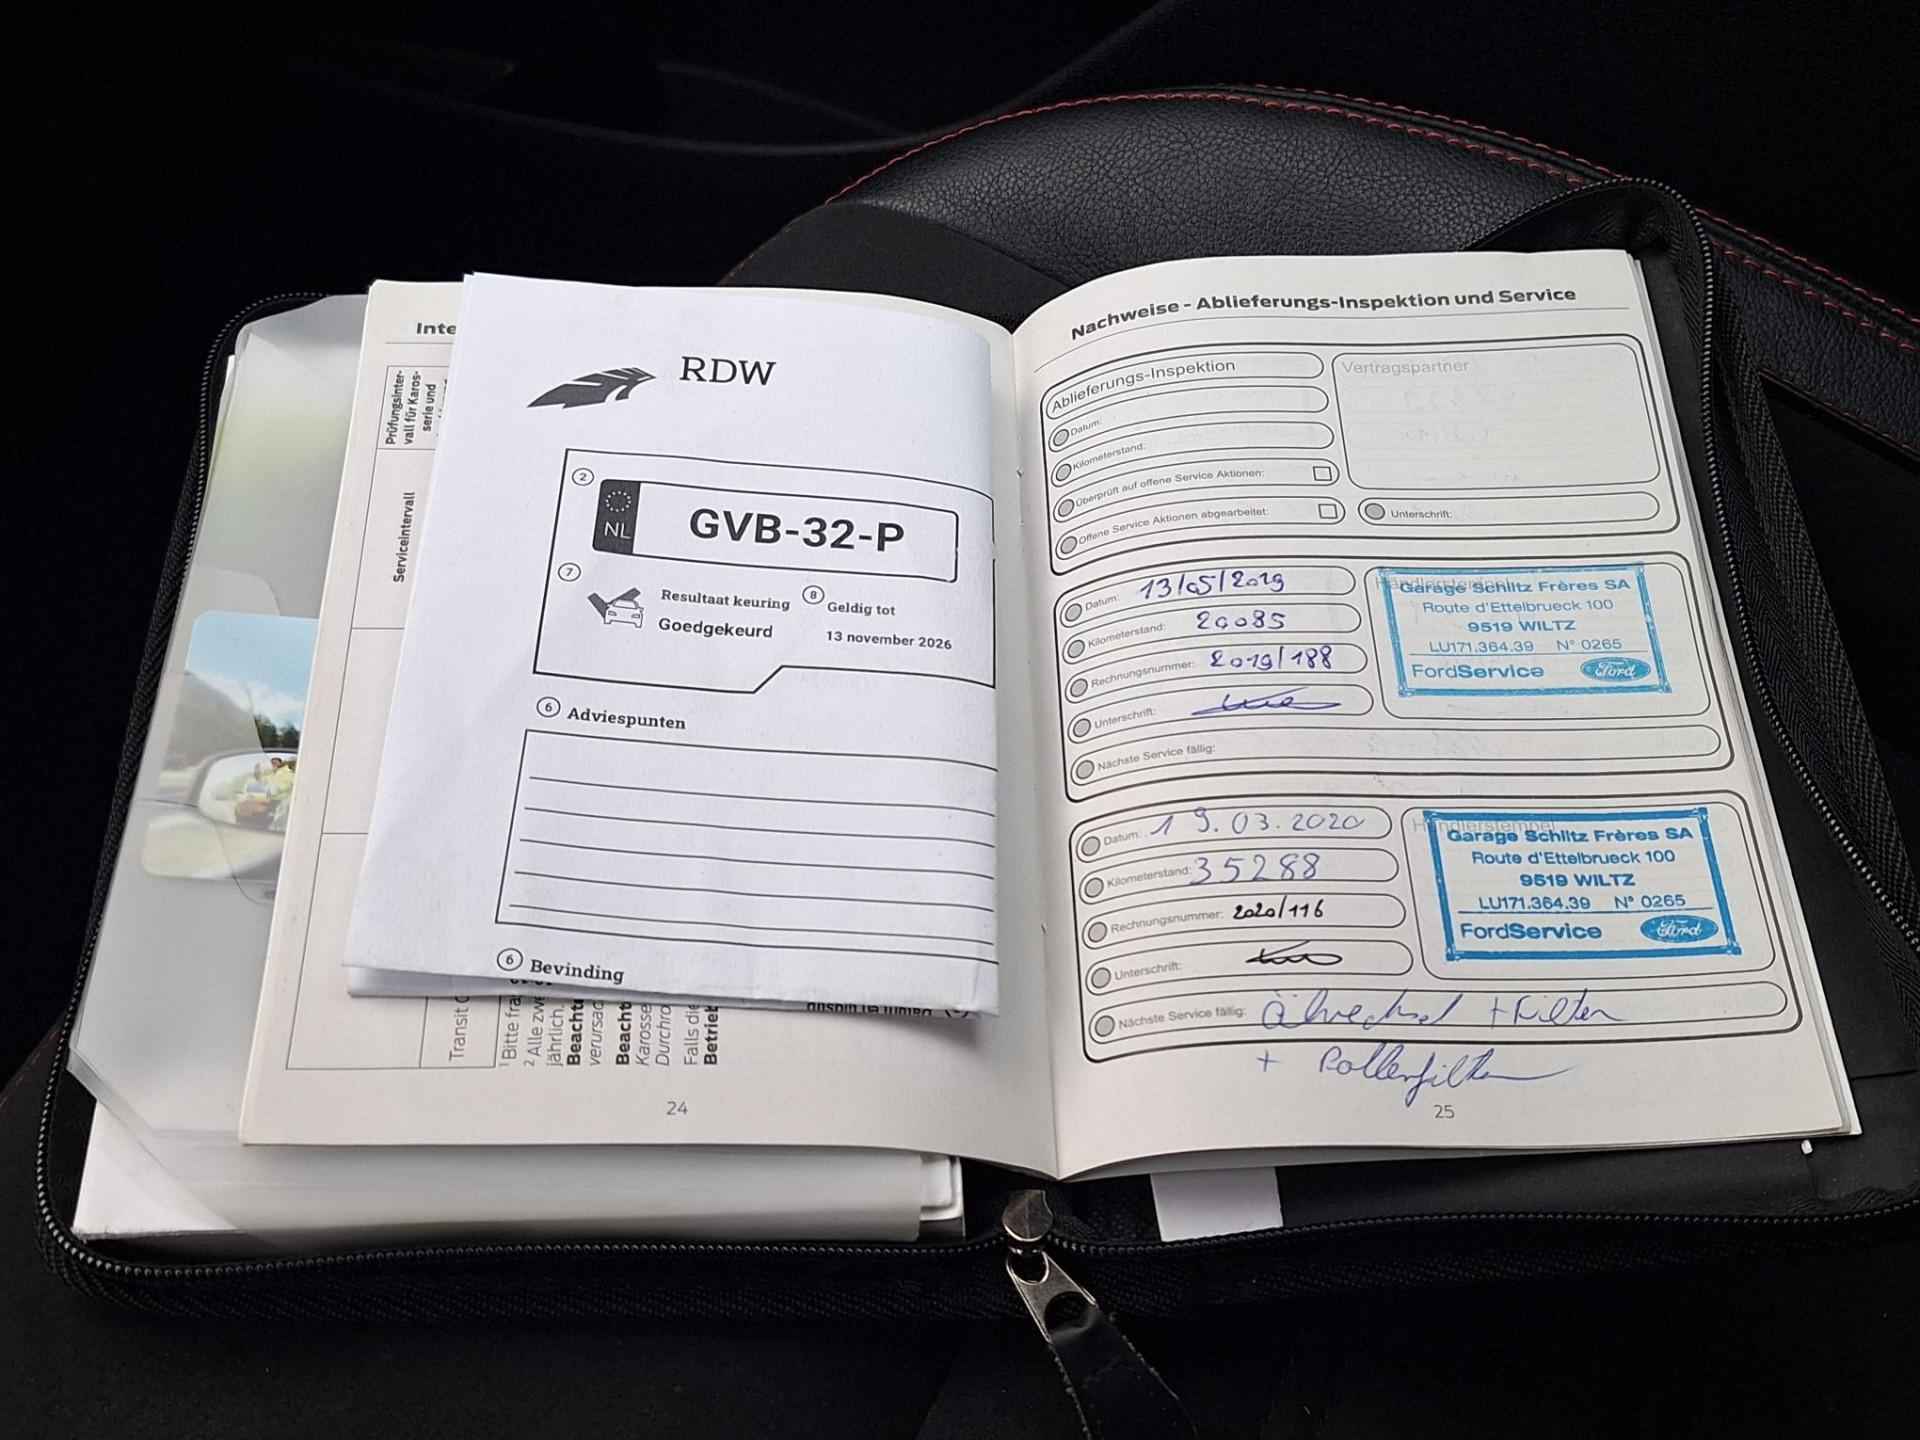 Inte
Prüfungsinter-
vall für Karos-
serie und
Serviceintervall
RDW
2
NL
GVB-32-P
7
Resultaat keuring
Goedgekeurd
8
Geldig tot
13 november 2026
6 Adviespunten
6 Bevinding
Transit C
1 Bitte fra
2 Alle zwe
jährlich.
Beacht
verursac
Beacht
Karosse
Durchro
Falls die
Betrieb
24
Nachweise - Ablieferungs-Inspektion und Service
Ablieferungs-Inspektion
Vertragspartner
Datum:
Kilometerstand:
Überprüft auf offene Service Aktionen:
Offene Service Aktionen abgearbeitet:
Unterschrift:
Datum: 13/05/2019
Kilometerstand: 20085
Rechnungsnummer: 2019/188
Unterschrift:
Nächste Service fällig:
Händlerstempel
Garage Schlitz Frères SA
Route d'Ettelbrueck 100
9519 WILTZ
LU171.364.39 N° 0265
FordService Ford
Datum: 19.03.2020
Kilometerstand: 35288
Rechnungsnummer: 2020/116
Unterschrift:
Nächste Service fällig: Ölwechsel + Filter
+ Pollenfilter
Händlerstempel
Garage Schlitz Frères SA
Route d'Ettelbrueck 100
9519 WILTZ
LU171.364.39 N° 0265
FordService Ford
25